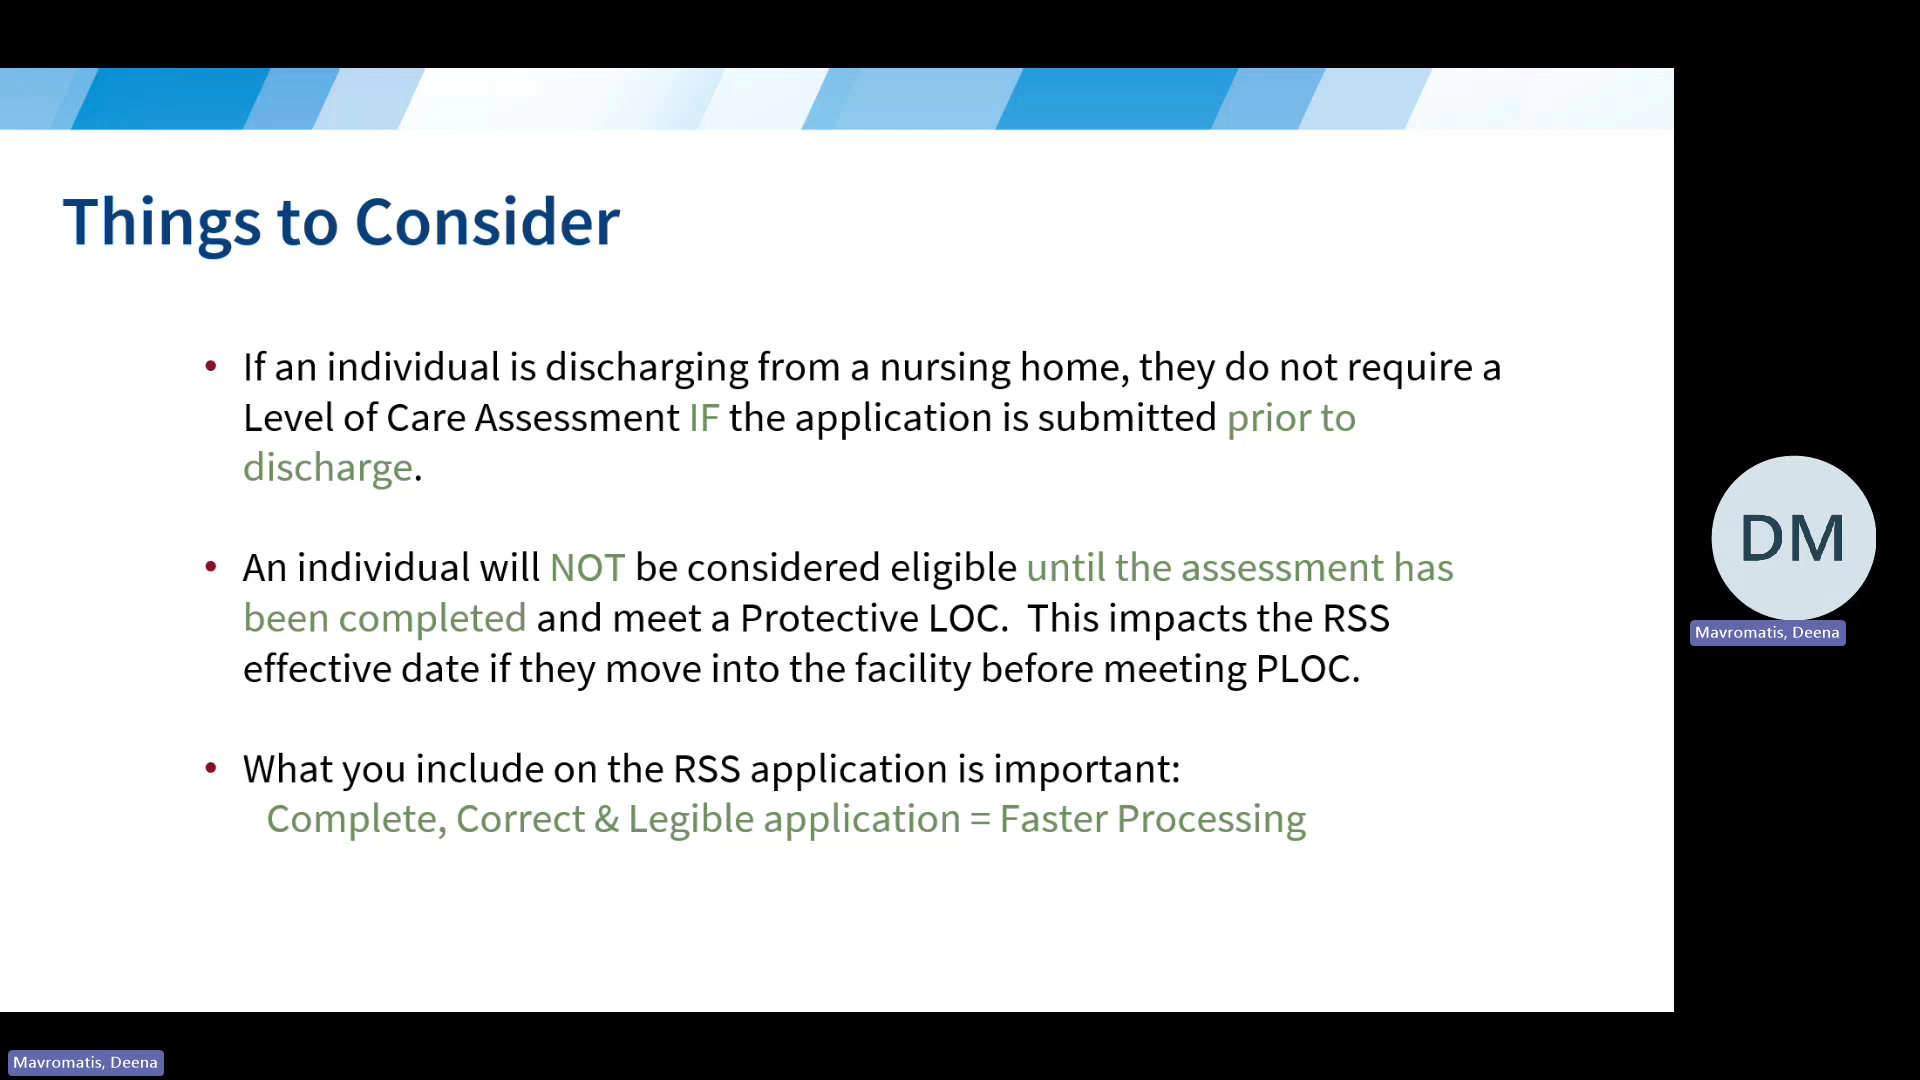 Things to Consider
• If an individual is discharging from a nursing home, they do not require a
Level of Care Assessment IF the application is submitted prior to
discharge.
• An individual will NOT be considered eligible until the assessment has
been completed and meet a Protective LOC.  This impacts the RSS
effective date if they move into the facility before meeting PLOC.
• What you include on the RSS application is important:
Complete, Correct & Legible application = Faster Processing
DM
Mavromatis, Deena
Mavromatis, Deena